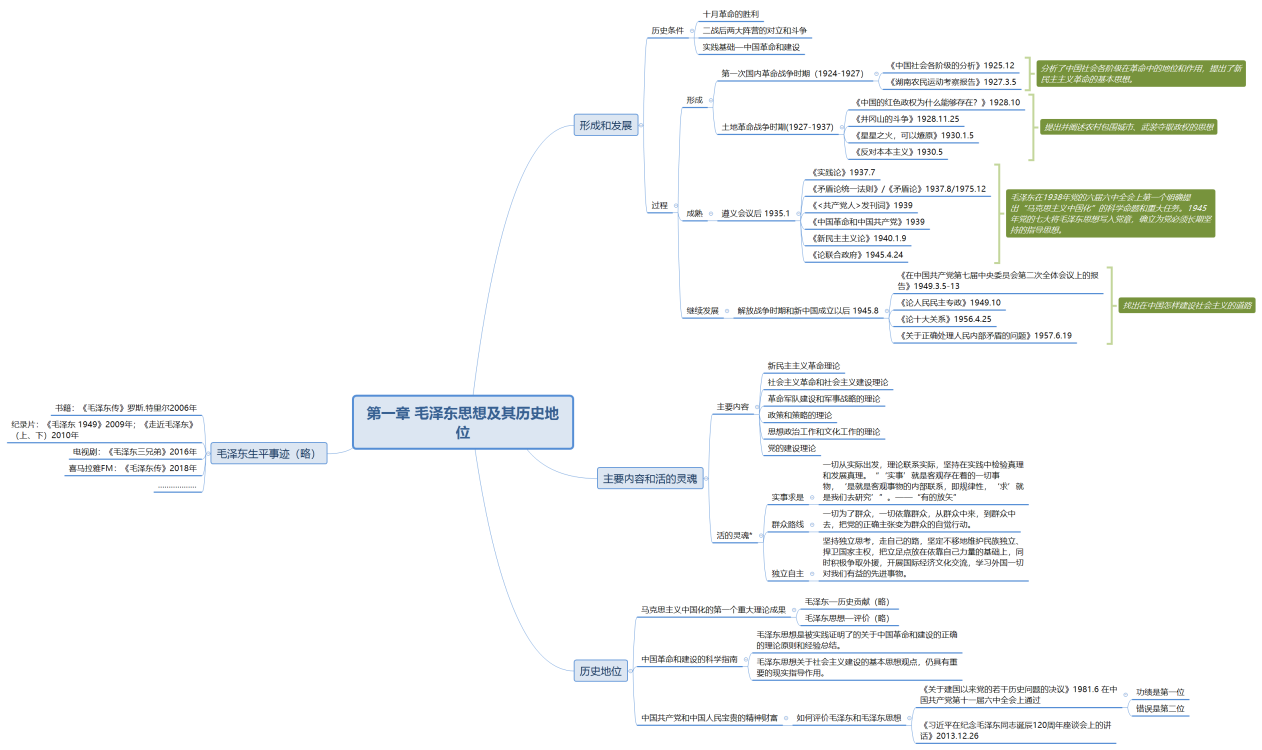 第一章 毛泽东思想及其历史地
位
形成和发展
历史条件
十月革命的胜利
二战后两大阵营的对立和斗争
实践基础—中国革命和建设
过程
形成
第一次国内革命战争时期（1924-1927）
《中国社会各阶级的分析》1925.12
《湖南农民运动考察报告》1927.3.5
分析了中国社会各阶级在革命中的地位和作用，提出了新
民主主义革命的基本思想。
土地革命战争时期(1927-1937)
《中国的红色政权为什么能够存在？》1928.10
《井冈山的斗争》1928.11.25
《星星之火，可以燎原》1930.1.5
《反对本本主义》1930.5
提出并阐述农村包围城市、武装夺取政权的思想
成熟
遵义会议后 1935.1
《实践论》1937.7
《矛盾论统一法则》/《矛盾论》1937.8/1975.12
《<共产党人>发刊词》1939
《中国革命和中国共产党》1939
《新民主主义论》1940.1.9
《论联合政府》1945.4.24
毛泽东在1938年党的六届六中全会上第一个明确提
出“马克思主义中国化”的科学命题和重大任务。1945
年党的七大将毛泽东思想写入党章，确立为党必须长期坚
持的指导思想。
继续发展
解放战争时期和新中国成立以后 1945.8
《在中国共产党第七届中央委员会第二次全体会议上的报
告》1949.3.5-13
《论人民民主专政》1949.10
《论十大关系》1956.4.25
《关于正确处理人民内部矛盾的问题》1957.6.19
找出在中国怎样建设社会主义的道路
主要内容和活的灵魂
主要内容
新民主主义革命理论
社会主义革命和社会主义建设理论
革命军队建设和军事战略的理论
政策和策略的理论
思想政治工作和文化工作的理论
党的建设理论
活的灵魂*
实事求是
一切从实际出发，理论联系实际，坚持在实践中检验真理
和发展真理。“‘实事’就是客观存在着的一切事
物，‘是就是客观事物的内部联系，即规律性，‘求’就
是我们去研究’”。——“有的放矢”
群众路线
一切为了群众，一切依靠群众，从群众中来，到群众中
去，把党的正确主张变为群众的自觉行动。
独立自主
坚持独立思考，走自己的路，坚定不移地维护民族独立、
捍卫国家主权，把立足点放在依靠自己力量的基础上，同
时积极争取外援，开展国际经济文化交流，学习外国一切
对我们有益的先进事物。
历史地位
马克思主义中国化的第一个重大理论成果
毛泽东—历史贡献（略）
毛泽东思想—评价（略）
中国革命和建设的科学指南
毛泽东思想是被实践证明了的关于中国革命和建设的正确
的理论原则和经验总结。
毛泽东思想关于社会主义建设的基本思想观点，仍具有重
要的现实指导作用。
中国共产党和中国人民宝贵的精神财富
如何评价毛泽东和毛泽东思想
《关于建国以来党的若干历史问题的决议》1981.6 在中
国共产党第十一届六中全会上通过
功绩是第一位
错误是第二位
《习近平在纪念毛泽东同志诞辰120周年座谈会上的讲
话》2013.12.26
毛泽东生平事迹（略）
书籍：《毛泽东传》罗斯.特里尔2006年
纪录片：《毛泽东 1949》2009年；《走近毛泽东》
（上、下）2010年
电视剧：《毛泽东三兄弟》2016年
喜马拉雅FM：《毛泽东传》2018年
..................